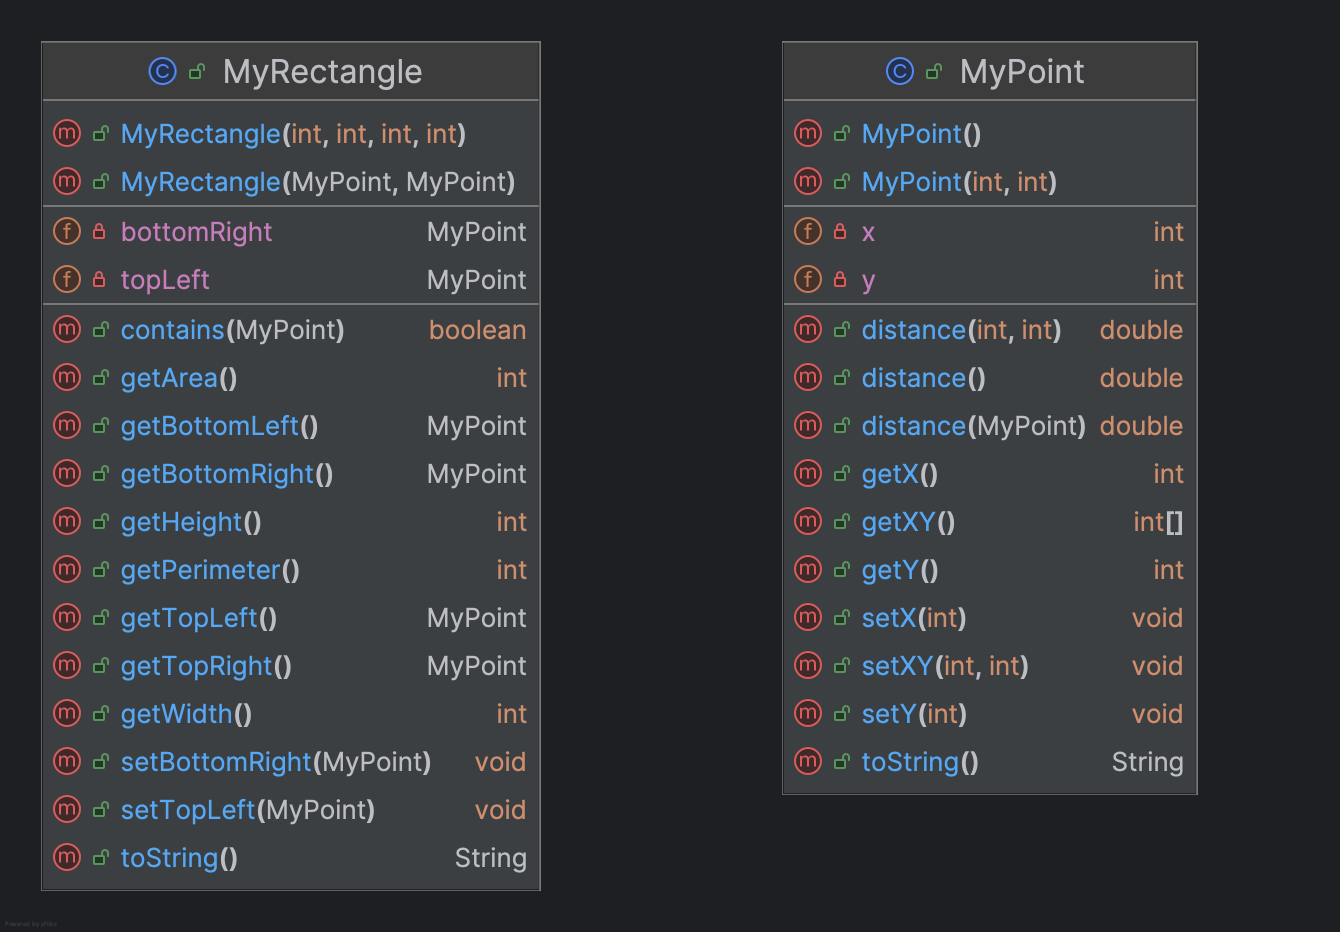 MyRectangle
MyRectangle(int, int, int, int)
MyRectangle(MyPoint, MyPoint)
bottomRight MyPoint
topLeft MyPoint
contains(MyPoint) boolean
getArea() int
getBottomLeft() MyPoint
getBottomRight() MyPoint
getHeight() int
getPerimeter() int
getTopLeft() MyPoint
getTopRight() MyPoint
getWidth() int
setBottomRight(MyPoint) void
setTopLeft(MyPoint) void
toString() String
MyPoint
MyPoint()
MyPoint(int, int)
x int
y int
distance(int, int) double
distance() double
distance(MyPoint) double
getX() int
getXY() int[]
getY() int
setX(int) void
setXY(int, int) void
setY(int) void
toString() String
Powered by yFiles